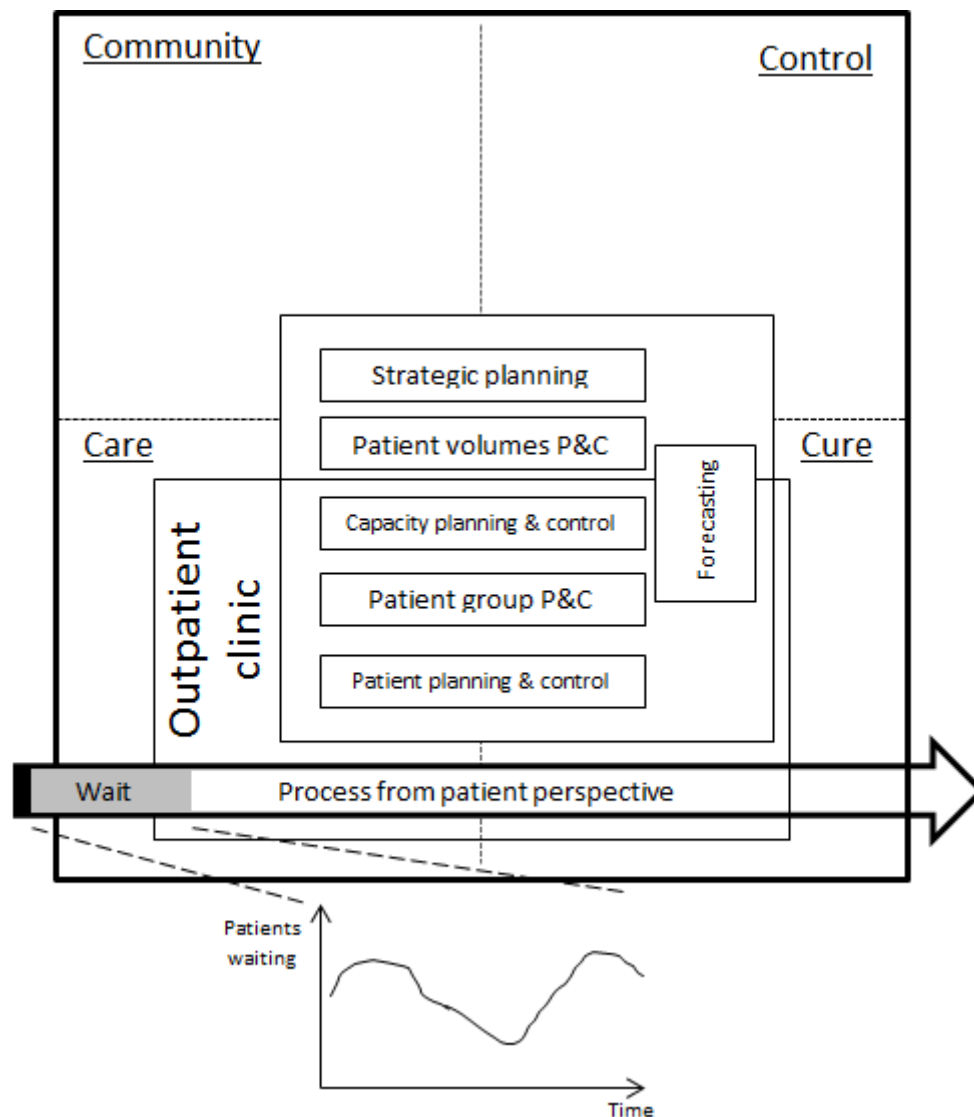 Community
Control
Strategic planning
Patient volumes P&C
Care
Cure
Forecasting
Capacity planning & control
Outpatient
clinic
Patient group P&C
Patient planning & control
Wait
Process from patient perspective
Patients
waiting
Time